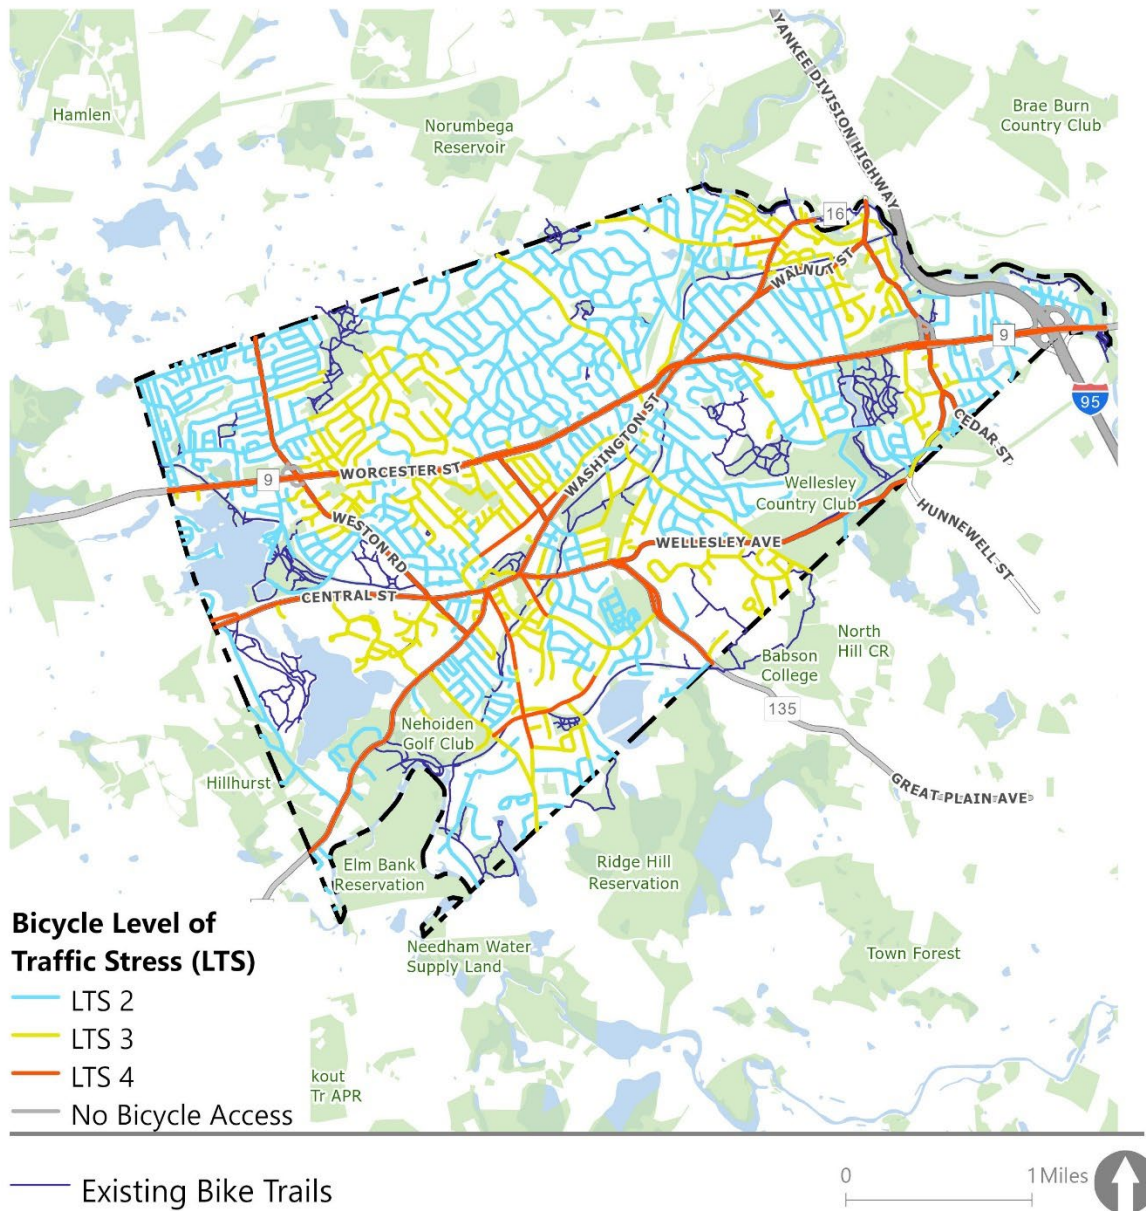 YANKEE DIVISION HIGHWAY
Hamlen
Brae Burn
Country Club
Norumbega
Reservoir
16
WALNUT ST
9
95
WASHINGTON ST
CEDAR ST
WORCESTER ST
9
Wellesley
Country Club
HUNNEWELL ST
WESTON RD
WELLESLEY AVE
CENTRAL ST
North
Hill CR
Babson
College
135
Nehoiden
Golf Club
Hillhurst
GREAT PLAIN AVE
Elm Bank
Reservation
Ridge Hill
Reservation
Needham Water
Supply Land
Town Forest
Bicycle Level of
Traffic Stress (LTS)
LTS 2
LTS 3
LTS 4
No Bicycle Access
kout
Tr APR
Existing Bike Trails
0 1 Miles